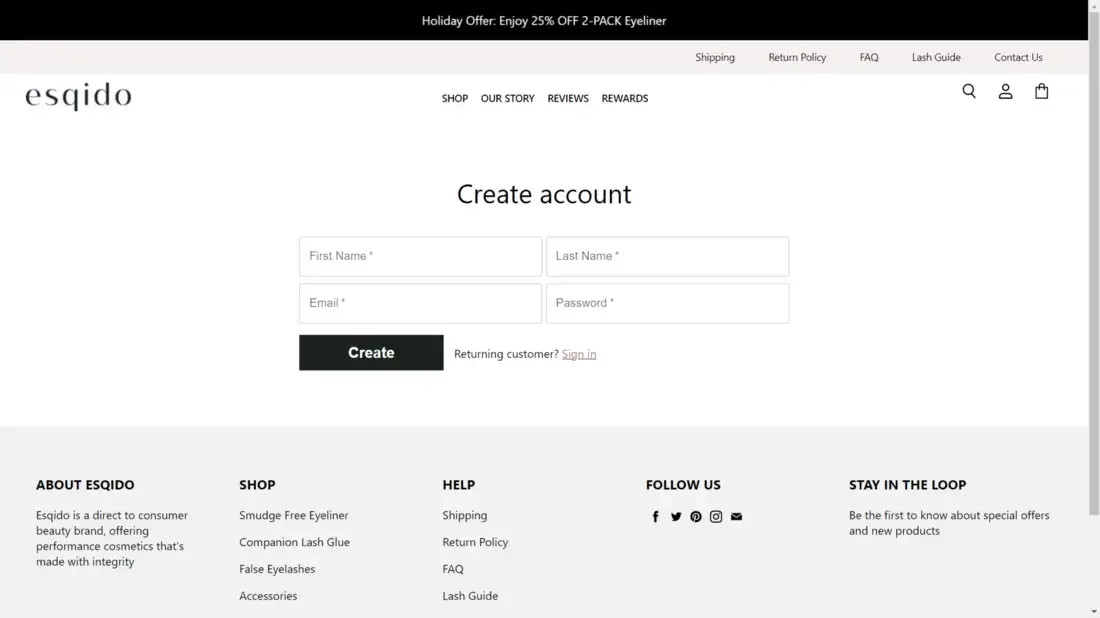 Holiday Offer: Enjoy 25% OFF 2-PACK Eyeliner
Shipping Return Policy FAQ Lash Guide Contact Us
esqido
SHOP OUR STORY REVIEWS REWARDS
Create account
First Name * Last Name *
Email * Password *
Create Returning customer? Sign in
ABOUT ESQIDO
Esqido is a direct to consumer
beauty brand, offering
performance cosmetics that's
made with integrity
SHOP
Smudge Free Eyeliner
Companion Lash Glue
False Eyelashes
Accessories
HELP
Shipping
Return Policy
FAQ
Lash Guide
FOLLOW US
STAY IN THE LOOP
Be the first to know about special offers
and new products